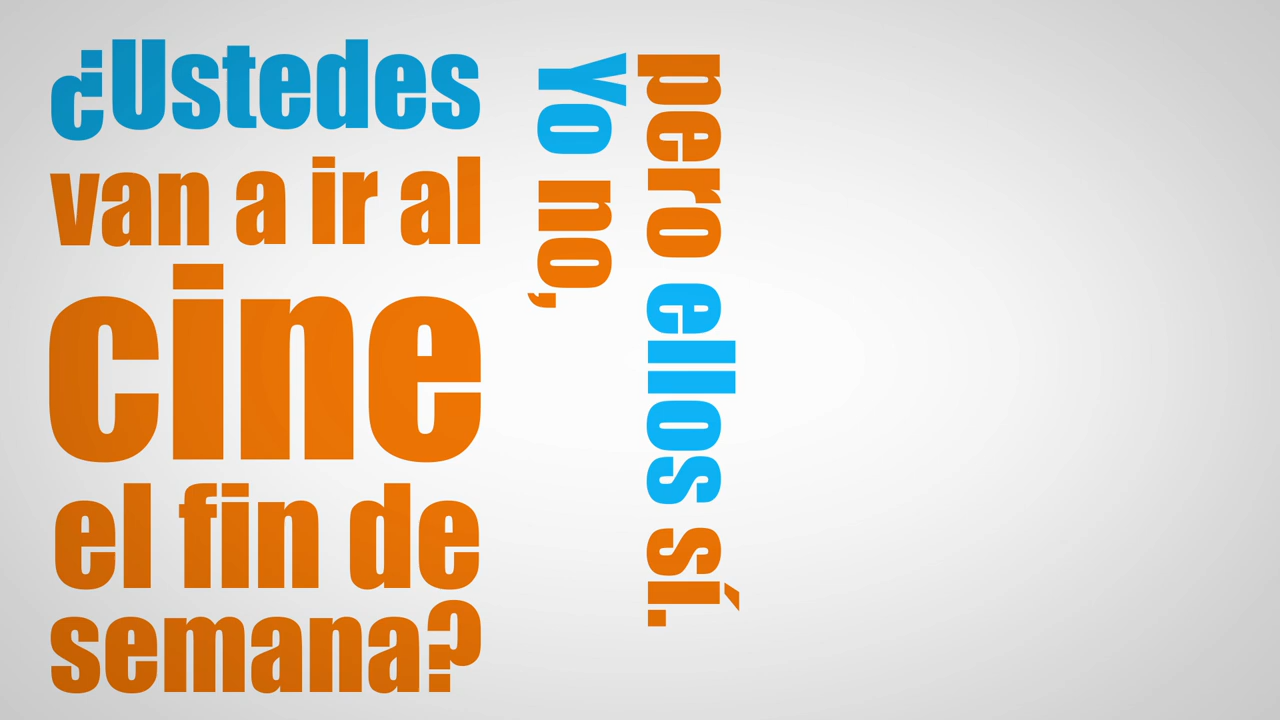 ¿Ustedes
van a ir al
cine
el fin de
semana?
Yo no,
pero ellos sí.